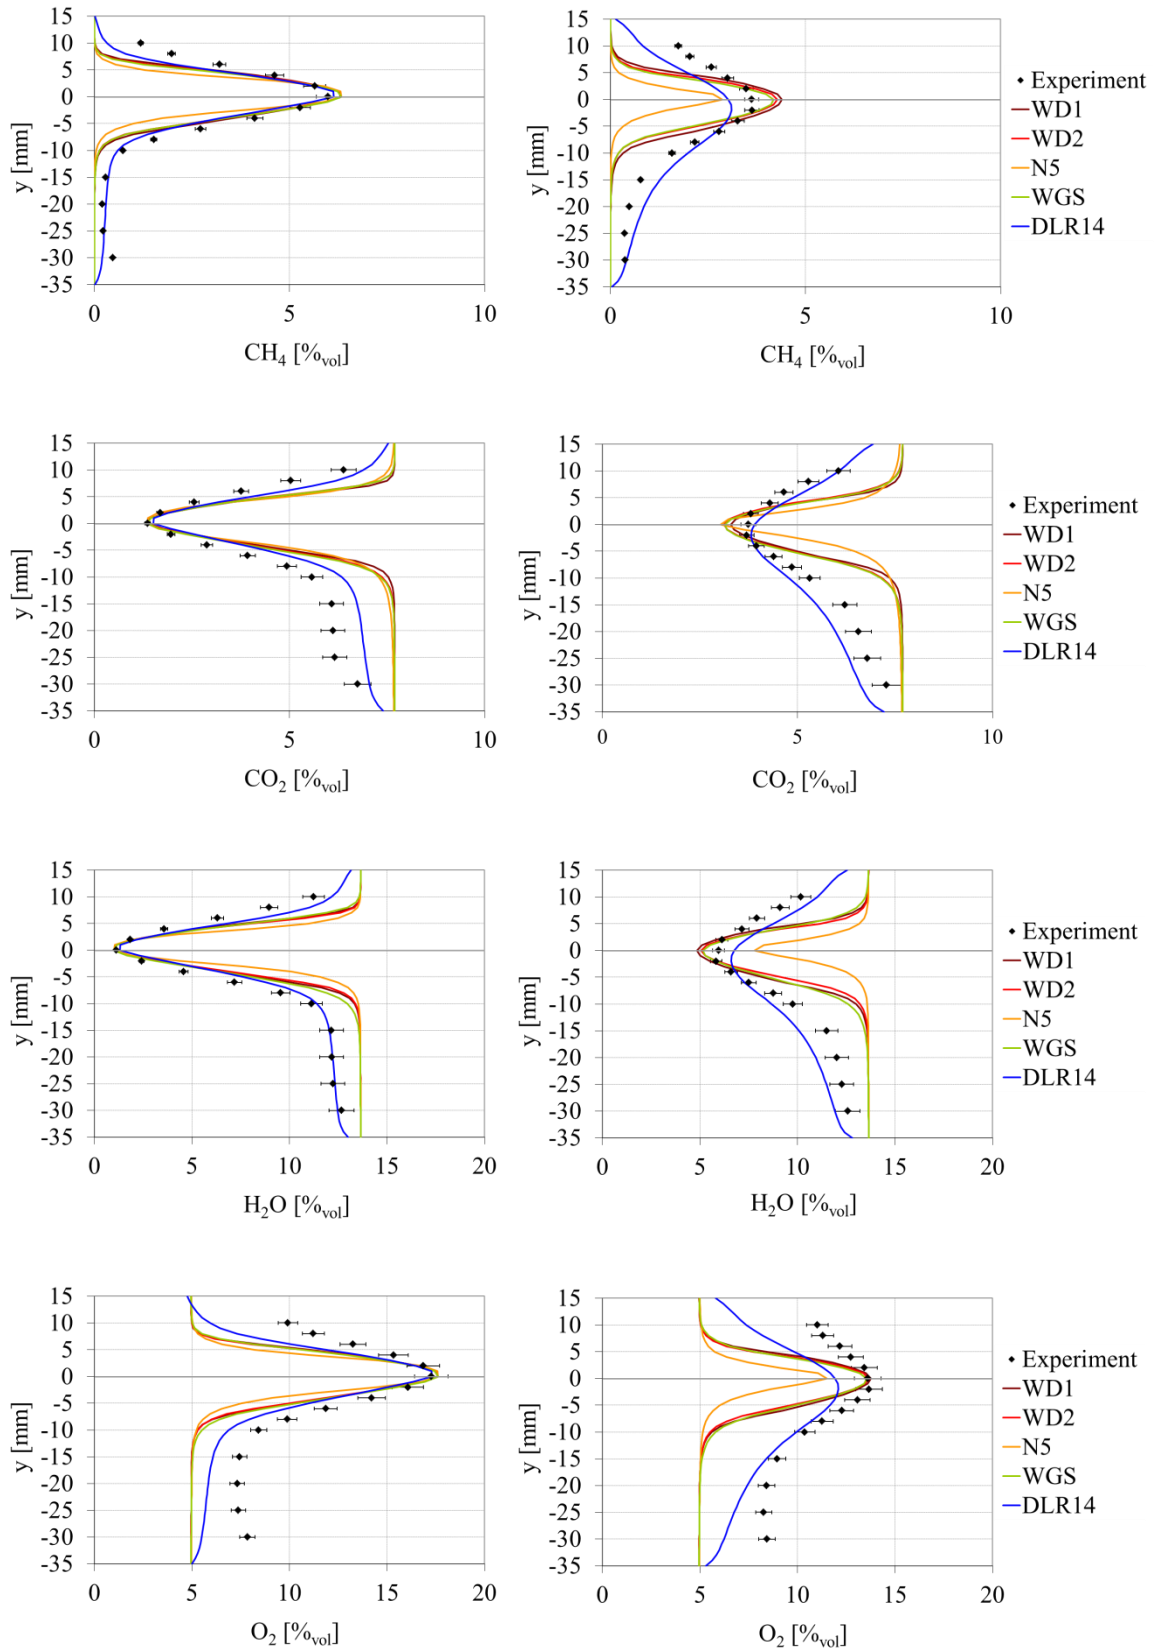 15
10
5
0
-5
-10
-15
-20
-25
-30
-35
y [mm]
0 5 10
CH₄ [%vol]
15
10
5
0
-5
-10
-15
-20
-25
-30
-35
y [mm]
0 5 10
CH₄ [%vol]
Experiment
WD1
WD2
N5
WGS
DLR14
15
10
5
0
-5
-10
-15
-20
-25
-30
-35
y [mm]
0 5 10
CO₂ [%vol]
15
10
5
0
-5
-10
-15
-20
-25
-30
-35
y [mm]
0 5 10
CO₂ [%vol]
Experiment
WD1
WD2
N5
WGS
DLR14
15
10
5
0
-5
-10
-15
-20
-25
-30
-35
y [mm]
0 5 10 15 20
H₂O [%vol]
15
10
5
0
-5
-10
-15
-20
-25
-30
-35
y [mm]
0 5 10 15 20
H₂O [%vol]
Experiment
WD1
WD2
N5
WGS
DLR14
15
10
5
0
-5
-10
-15
-20
-25
-30
-35
y [mm]
0 5 10 15 20
O₂ [%vol]
15
10
5
0
-5
-10
-15
-20
-25
-30
-35
y [mm]
0 5 10 15 20
O₂ [%vol]
Experiment
WD1
WD2
N5
WGS
DLR14